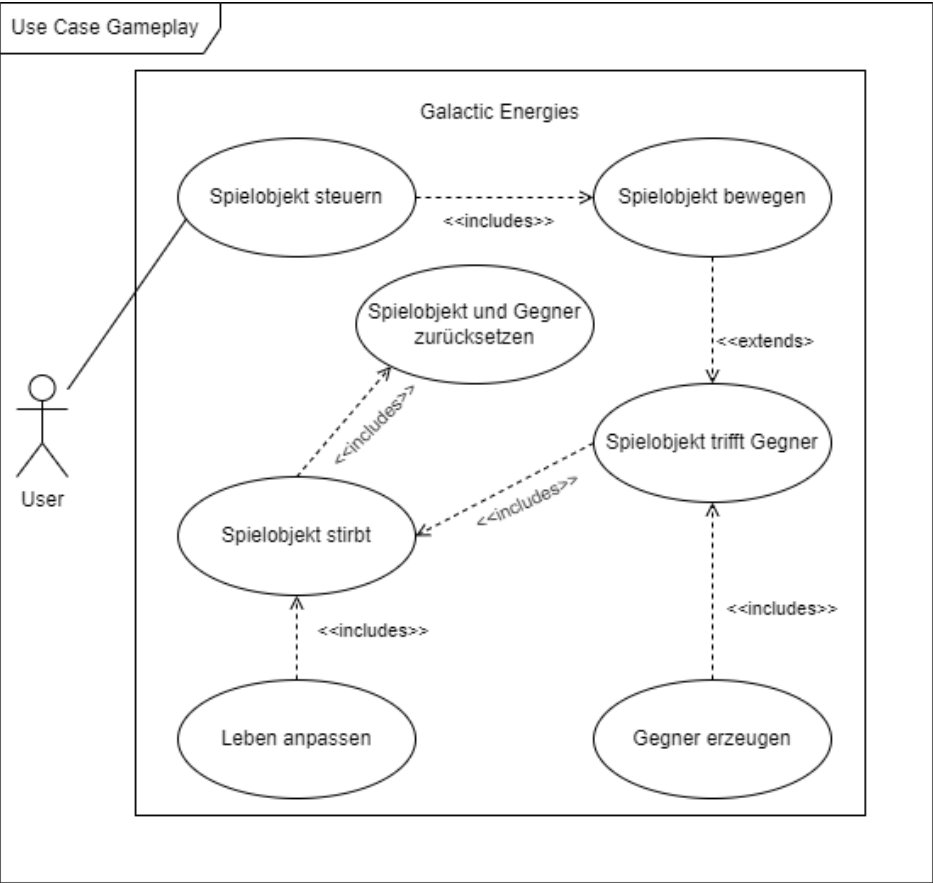 Use Case Gameplay
Galactic Energies
Spielobjekt steuern
<<includes>>
Spielobjekt bewegen
Spielobjekt und Gegner
zurücksetzen
<<extends>
<<includes>>
User
Spielobjekt trifft Gegner
<<includes>>
Spielobjekt stirbt
<<includes>>
<<includes>>
Leben anpassen
Gegner erzeugen